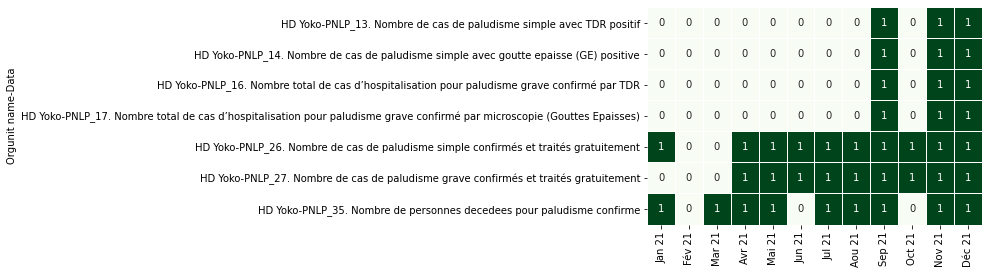 Orgunit name-Data
HD Yoko-PNLP_13. Nombre de cas de paludisme simple avec TDR positif 0 0 0 0 0 0 0 0 1 0 1 1
HD Yoko-PNLP_14. Nombre de cas de paludisme simple avec goutte epaisse (GE) positive 0 0 0 0 0 0 0 0 1 0 1 1
HD Yoko-PNLP_16. Nombre total de cas d’hospitalisation pour paludisme grave confirmé par TDR 0 0 0 0 0 0 0 0 1 0 1 1
HD Yoko-PNLP_17. Nombre total de cas d’hospitalisation pour paludisme grave confirmé par microscopie (Gouttes Epaisses) 0 0 0 0 0 0 0 0 1 0 1 1
HD Yoko-PNLP_26. Nombre de cas de paludisme simple confirmés et traités gratuitement 1 0 0 1 1 1 1 1 1 1 1 1
HD Yoko-PNLP_27. Nombre de cas de paludisme grave confirmés et traités gratuitement 0 0 0 1 1 1 1 1 1 1 1 1
HD Yoko-PNLP_35. Nombre de personnes decedees pour paludisme confirme 1 0 1 1 1 0 1 1 1 0 1 1
Jan 21 Fév 21 Mar 21 Avr 21 Mai 21 Jun 21 Jul 21 Aou 21 Sep 21 Oct 21 Nov 21 Déc 21